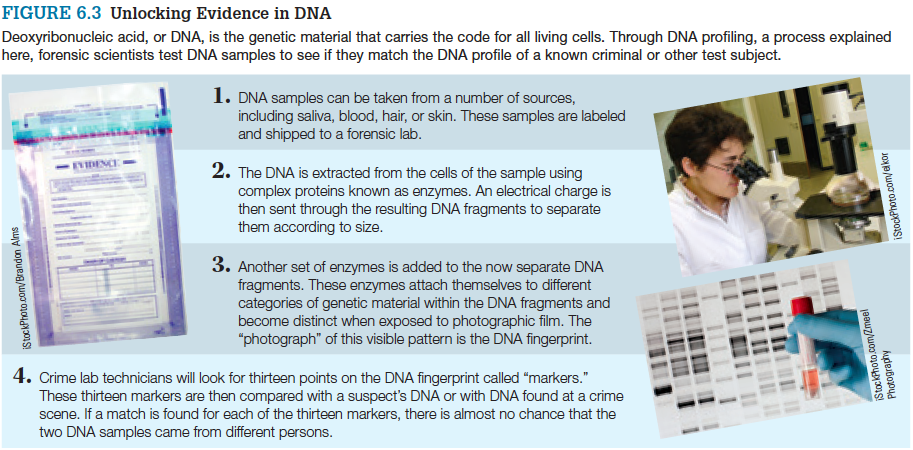 FIGURE 6.3 Unlocking Evidence in DNA
Deoxyribonucleic acid, or DNA, is the genetic material that carries the code for all living cells. Through DNA profiling, a process explained
here, forensic scientists test DNA samples to see if they match the DNA profile of a known criminal or other test subject.
EVIDENCE
iStockPhoto.com/Brandon Alms
1. DNA samples can be taken from a number of sources,
including saliva, blood, hair, or skin. These samples are labeled
and shipped to a forensic lab.
2. The DNA is extracted from the cells of the sample using
complex proteins known as enzymes. An electrical charge is
then sent through the resulting DNA fragments to separate
them according to size.
3. Another set of enzymes is added to the now separate DNA
fragments. These enzymes attach themselves to different
categories of genetic material within the DNA fragments and
become distinct when exposed to photographic film. The
“photograph” of this visible pattern is the DNA fingerprint.
iStockPhoto.com/Zmeel
Photography
4. Crime lab technicians will look for thirteen points on the DNA fingerprint called “markers.”
These thirteen markers are then compared with a suspect’s DNA or with DNA found at a crime
scene. If a match is found for each of the thirteen markers, there is almost no chance that the
two DNA samples came from different persons.